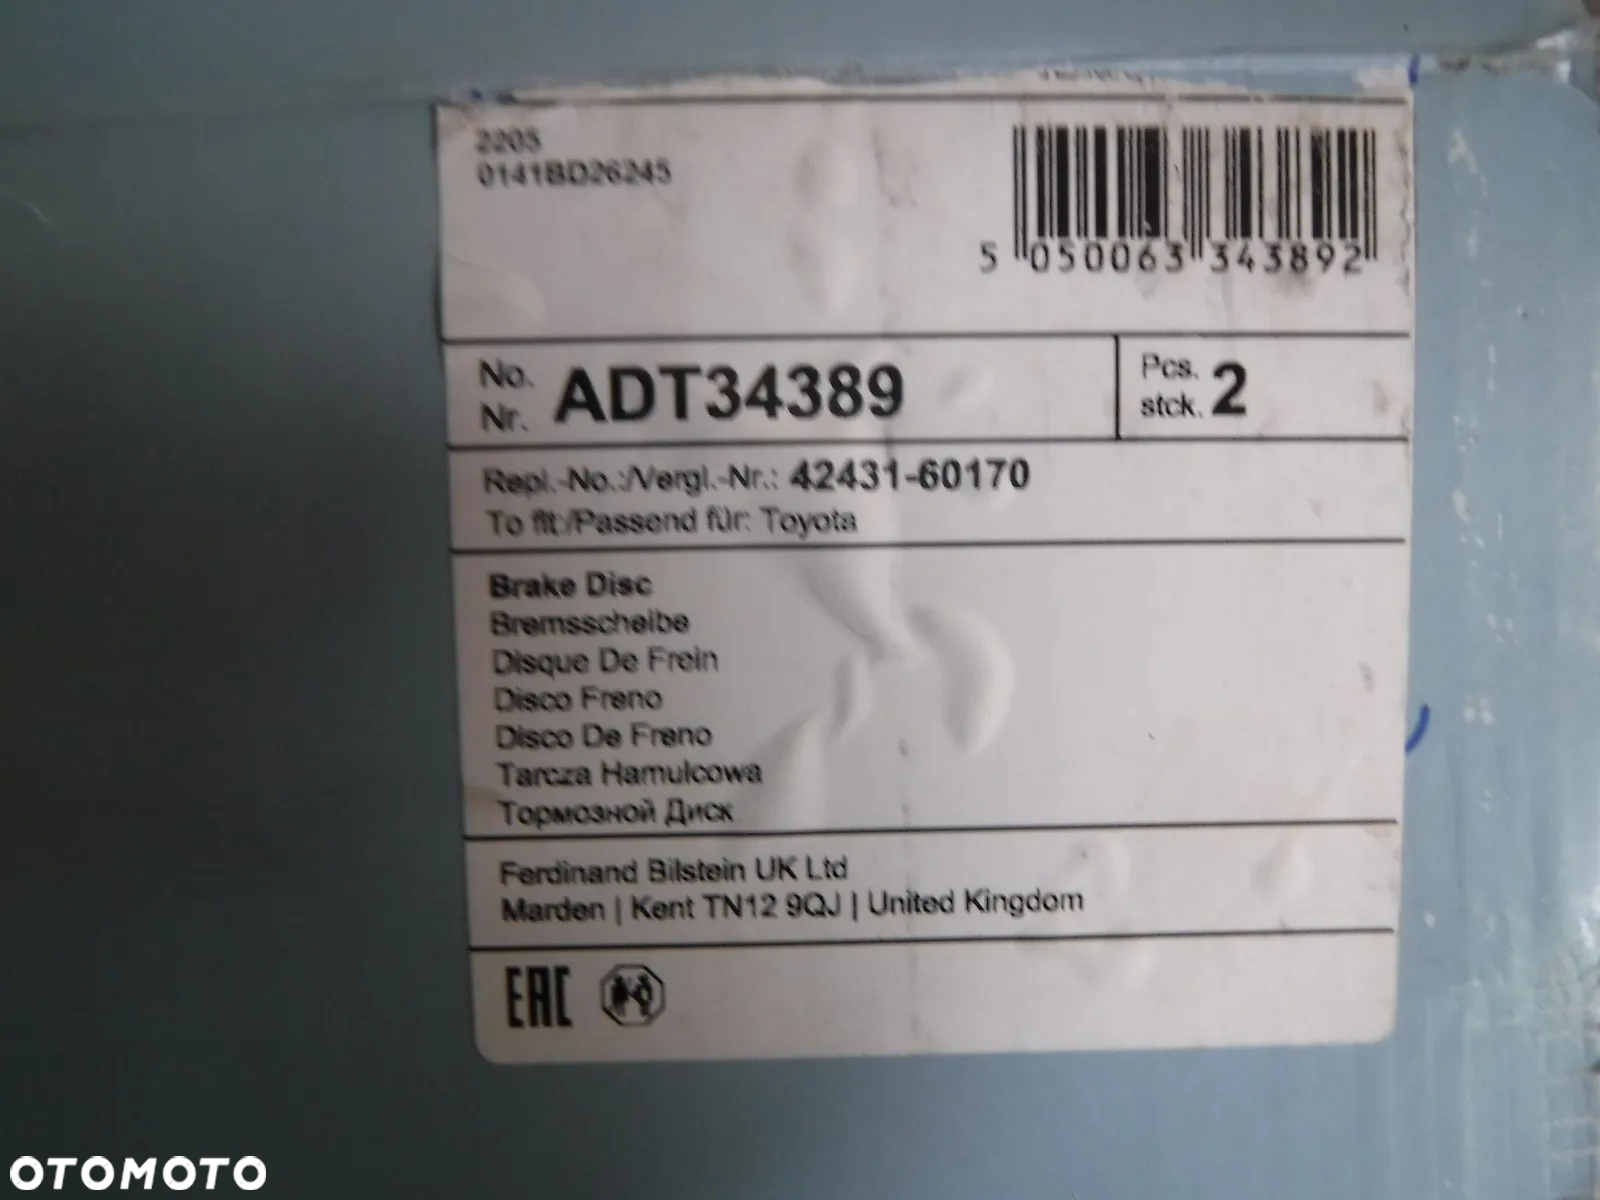 2205
0141BD26245
5 050063 343892
No.
Nr. ADT34389
Pcs.
stck. 2
Repl.-No.:/Vergl.-Nr.: 42431-60170
To fit:/Passend für: Toyota
Brake Disc
Bremsscheibe
Disque De Frein
Disco Freno
Disco De Freno
Tarcza Hamulcowa
Тормозной Диск
Ferdinand Bilstein UK Ltd
Marden | Kent TN12 9QJ | United Kingdom
EAC
OTOMOTO